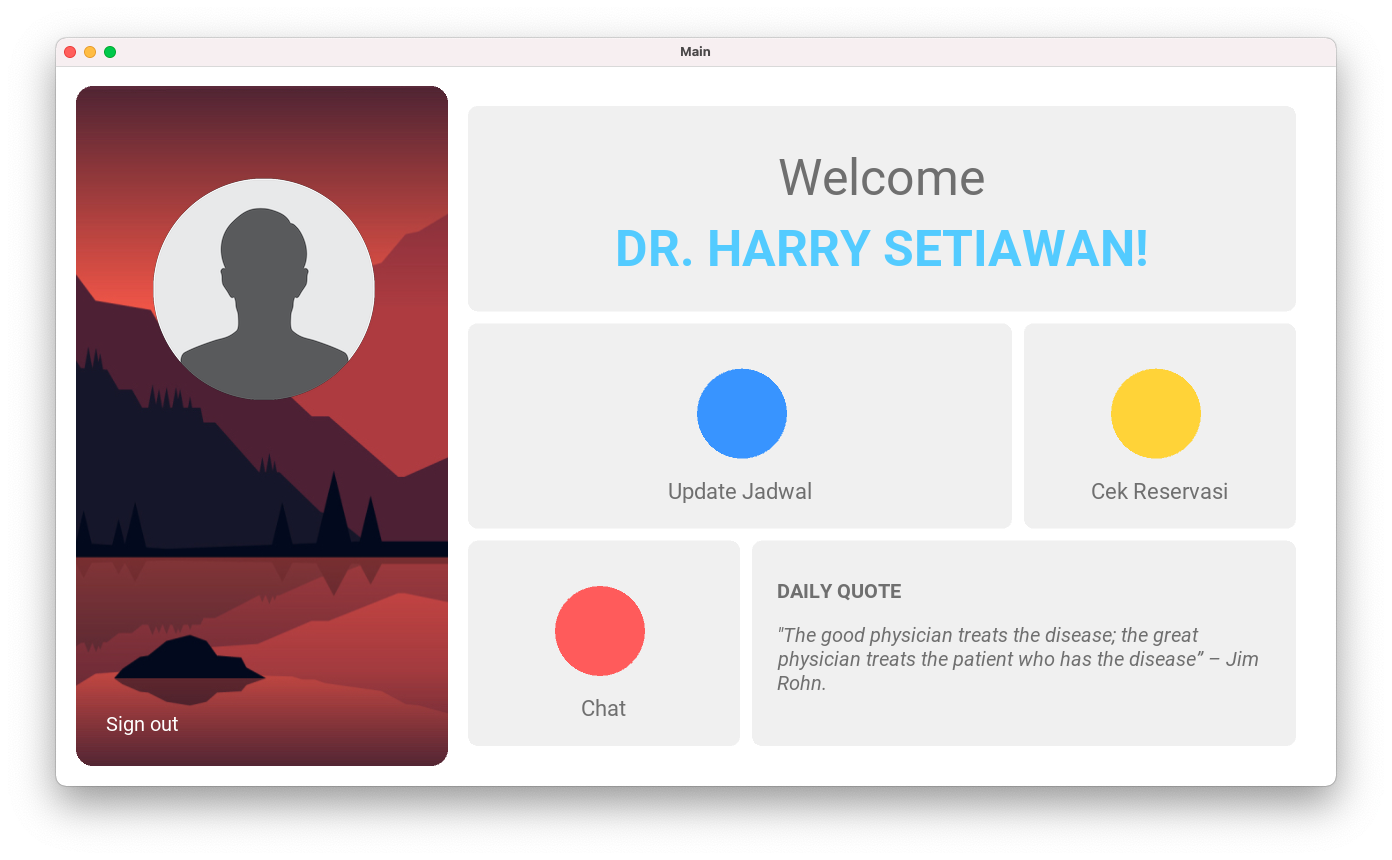 Main
Welcome
DR. HARRY SETIAWAN!
Update Jadwal
Cek Reservasi
Chat
DAILY QUOTE
"The good physician treats the disease; the great
physician treats the patient who has the disease” – Jim
Rohn.
Sign out